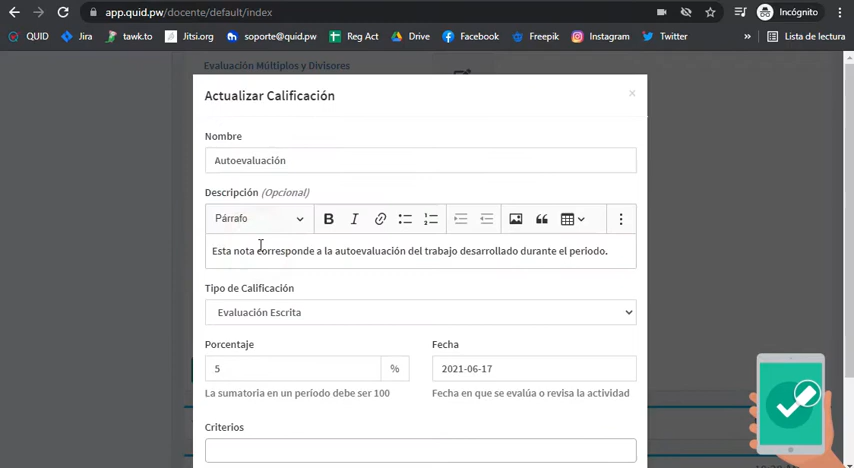 app.quid.pw/docente/default/index
Incógnito
QUID
Jira
tawk.to
Jitsi.org
soporte@quid.pw
Reg Act
Drive
Facebook
Freepik
Instagram
Twitter
»
Lista de lectura
Evaluación Múltiplos y Divisores
Actualizar Calificación
×
Nombre
Autoevaluación
Descripción (Opcional)
Párrafo
B I
Esta nota corresponde a la autoevaluación del trabajo desarrollado durante el periodo.
Tipo de Calificación
Evaluación Escrita
Porcentaje
Fecha
5
%
2021-06-17
La sumatoria en un período debe ser 100
Fecha en que se evalúa o revisa la actividad
Criterios